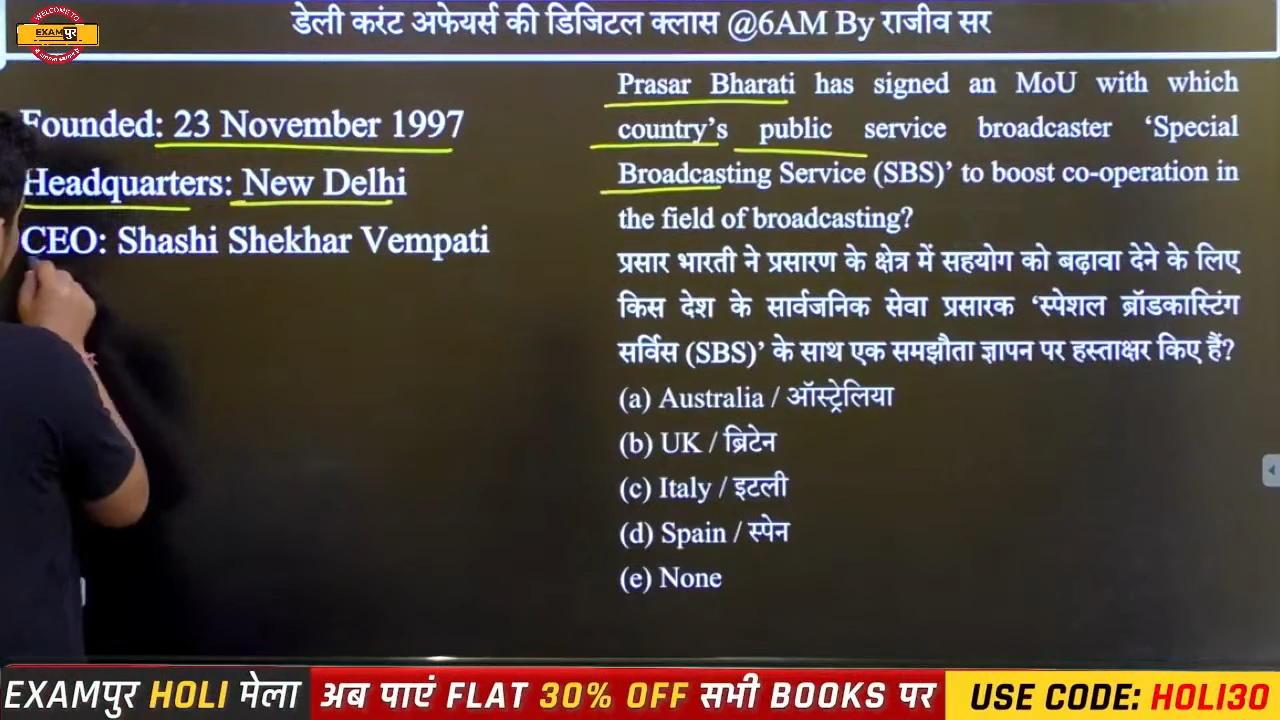 WELCOME TO
EXAMपुर
डेली करंट अफेयर्स की डिजिटल क्लास @6AM By राजीव सर
Founded: 23 November 1997
Headquarters: New Delhi
CEO: Shashi Shekhar Vempati
Prasar Bharati has signed an MoU with which
country's public service broadcaster ‘Special
Broadcasting Service (SBS)’ to boost co-operation in
the field of broadcasting?
प्रसार भारती ने प्रसारण के क्षेत्र में सहयोग को बढ़ावा देने के लिए
किस देश के सार्वजनिक सेवा प्रसारक ‘स्पेशल ब्रॉडकास्टिंग
सर्विस (SBS)’ के साथ एक समझौता ज्ञापन पर हस्ताक्षर किए हैं?
(a) Australia / ऑस्ट्रेलिया
(b) UK / ब्रिटेन
(c) Italy / इटली
(d) Spain / स्पेन
(e) None
EXAMपुर HOLI मेला
अब पाएं FLAT 30% OFF सभी BOOKS पर
USE CODE: HOLI30